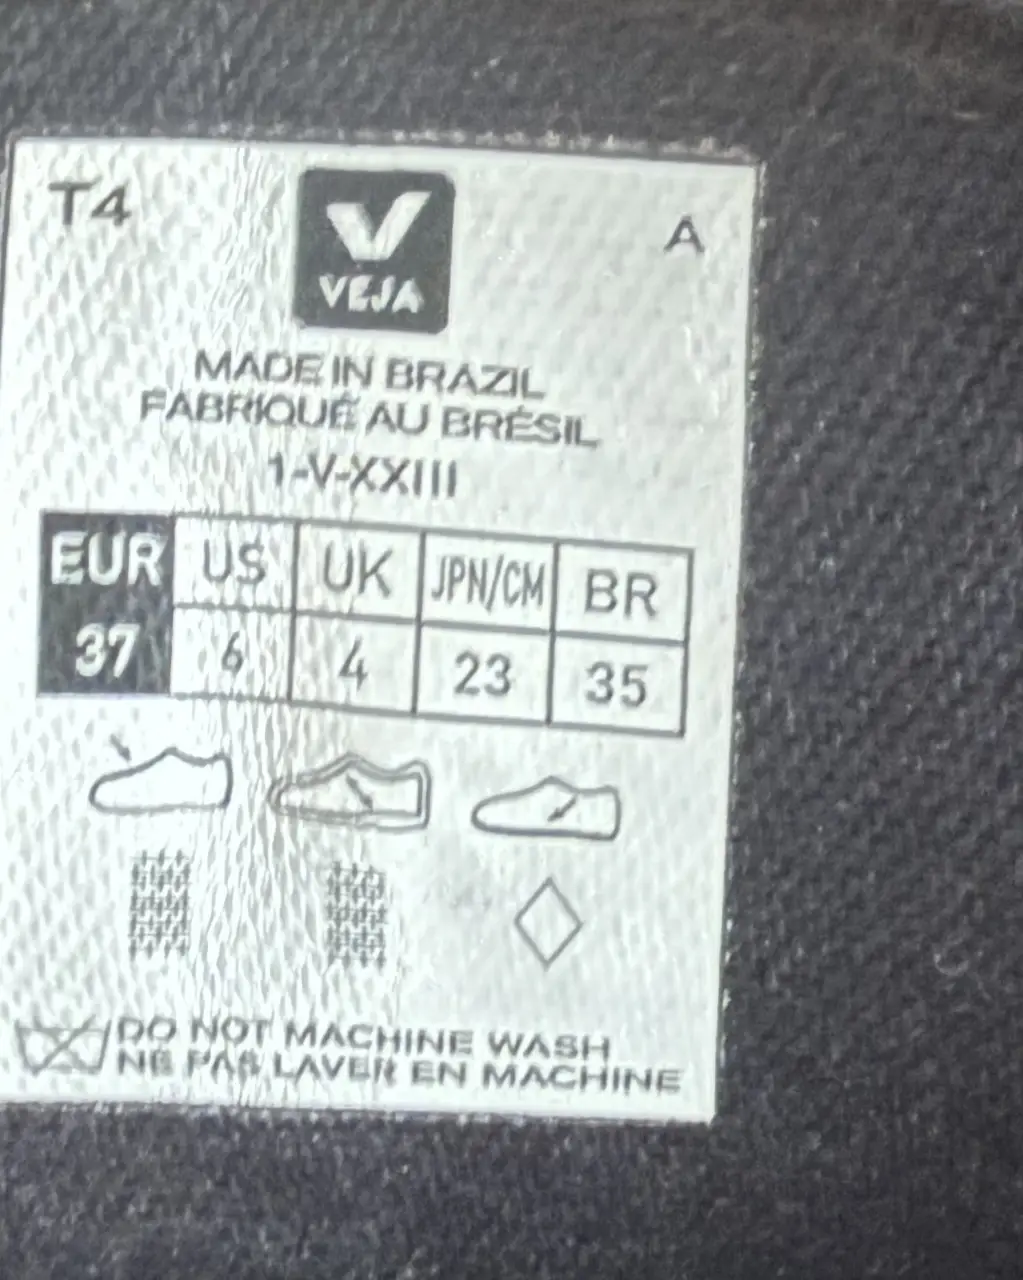 T4
A
VEJA
MADE IN BRAZIL
FABRIQUÉ AU BRÉSIL
1-V-XXIII
EUR US UK JPN/CM BR
37 6 4 23 35
DO NOT MACHINE WASH
NE PAS LAVER EN MACHINE